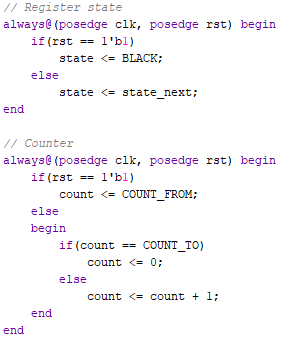 // Register state
always@(posedge clk, posedge rst) begin
    if(rst == 1'b1)
        state <= BLACK;
    else
        state <= state_next;
end

// Counter
always@(posedge clk, posedge rst) begin
    if(rst == 1'b1)
        count <= COUNT_FROM;
    else
    begin
        if(count == COUNT_TO)
            count <= 0;
        else
            count <= count + 1;
    end
end